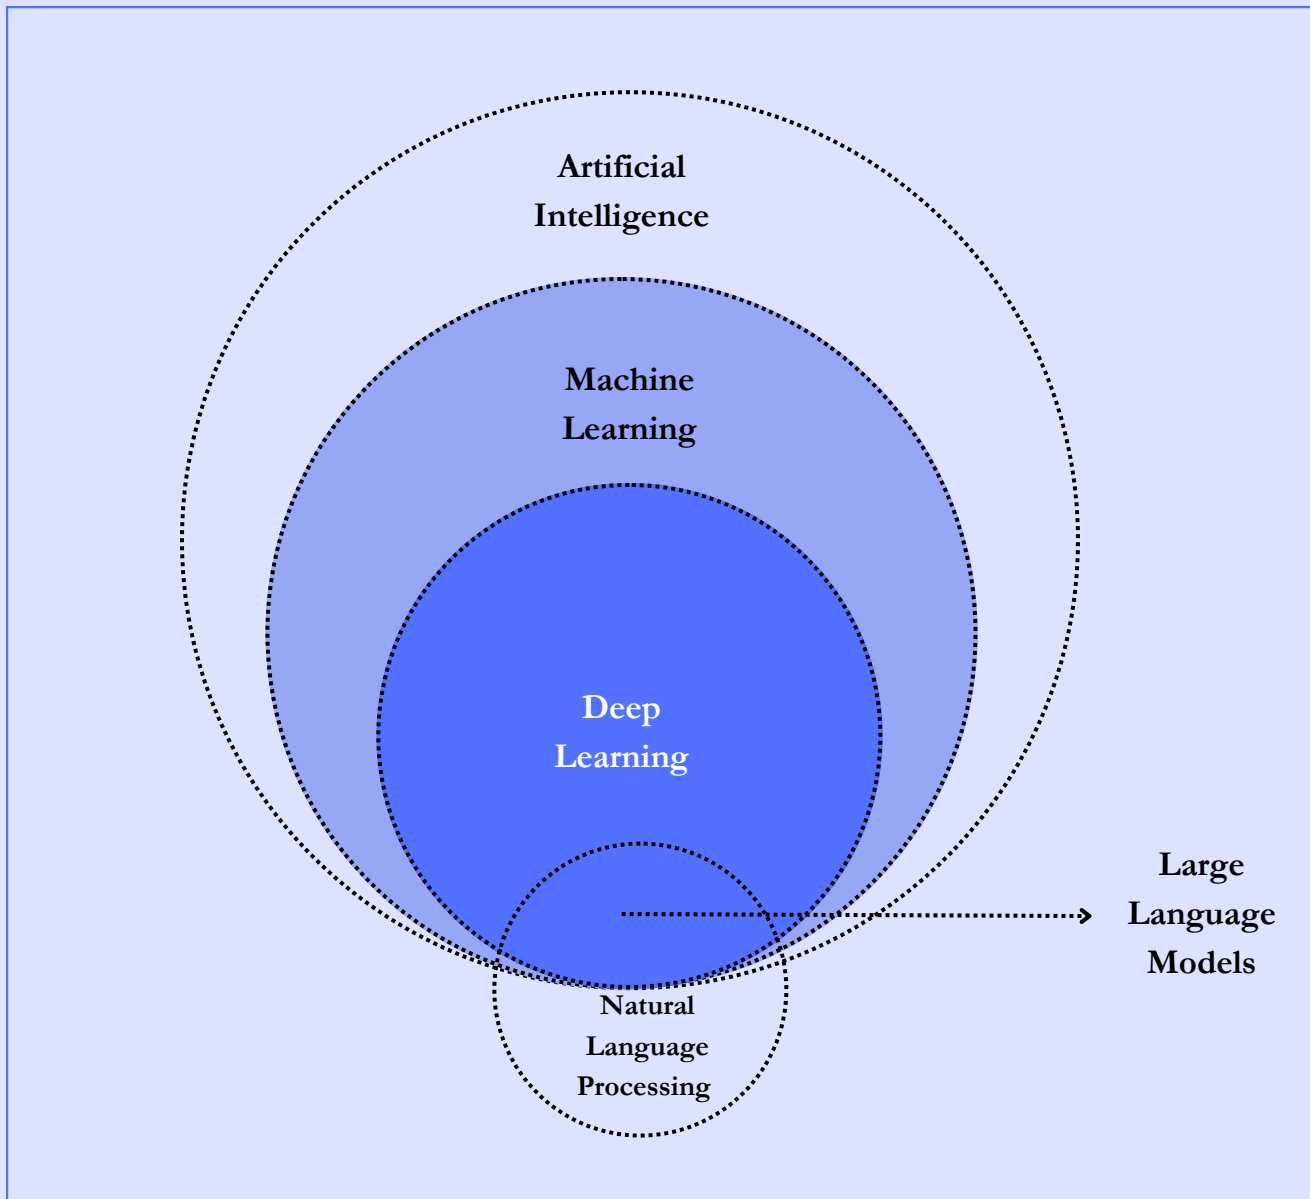 Artificial
Intelligence
Machine
Learning
Deep
Learning
Large
Language
Models
Natural
Language
Processing